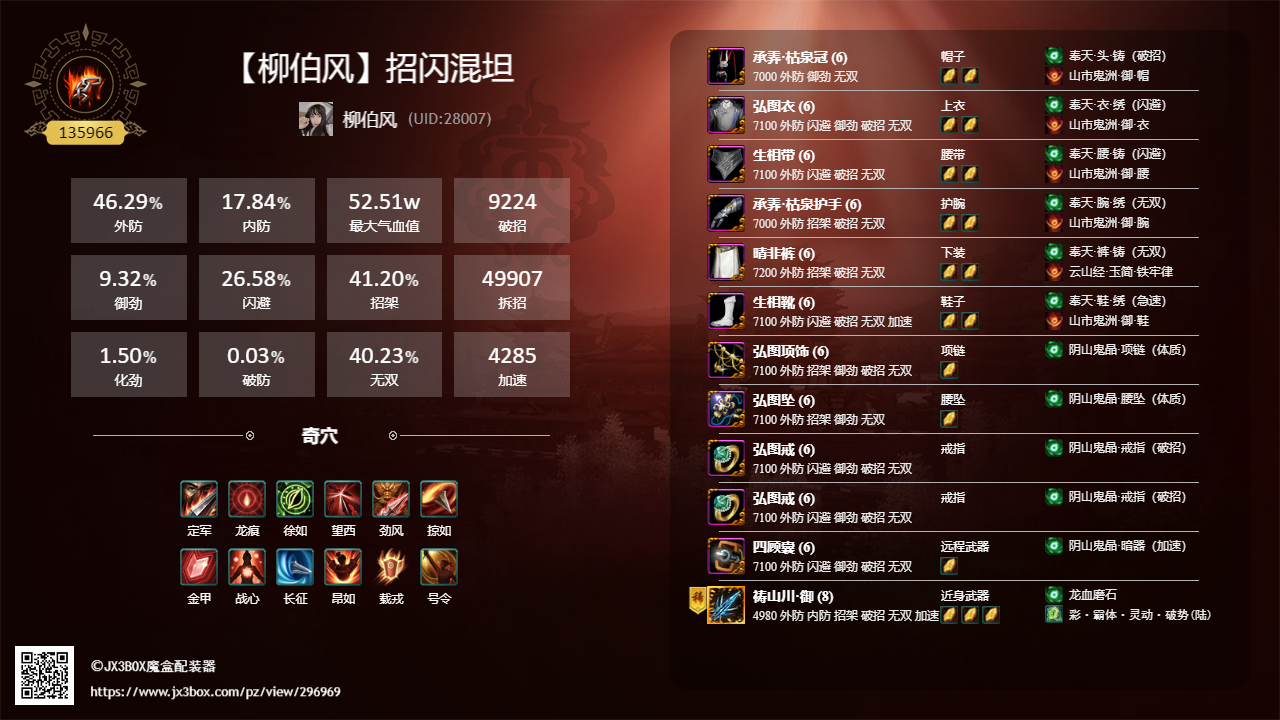 135966
【柳伯风】招闪混坦
柳伯风 (UID:28007)
46.29% 17.84% 52.51w 9224
外防 内防 最大气血值 破招
9.32% 26.58% 41.20% 49907
御劲 闪避 招架 拆招
1.50% 0.03% 40.23% 4285
化劲 破防 无双 加速
奇穴
定军 龙痕 徐如 望西 劲风 掠如
金甲 战心 长征 昂如 载戎 号令
©JX3BOX魔盒配装器
https://www.jx3box.com/pz/view/296969
承弄·枯泉冠 (6) 帽子 奉天·头·铸（破招）
7000 外防 御劲 无双 山市鬼洲·御·帽
弘图衣 (6) 上衣 奉天·衣·绣（闪避）
7100 外防 闪避 御劲 破招 无双 山市鬼洲·御·衣
生相带 (6) 腰带 奉天·腰·铸（闪避）
7100 外防 闪避 破招 无双 山市鬼洲·御·腰
承弄·枯泉护手 (6) 护腕 奉天·腕·绣（无双）
7000 外防 招架 破招 无双 山市鬼洲·御·腕
晴非裤 (6) 下装 奉天·裤·铸（无双）
7200 外防 招架 破招 无双 云山经·玉简·铁牢律
生相靴 (6) 鞋子 奉天·鞋·绣（急速）
7100 外防 闪避 破招 无双 加速 山市鬼洲·御·鞋
弘图项饰 (6) 项链 阴山鬼晶·项链（体质）
7100 外防 招架 御劲 破招 无双
弘图坠 (6) 腰坠 阴山鬼晶·腰坠（体质）
7100 外防 招架 御劲 破招 无双
弘图戒 (6) 戒指 阴山鬼晶·戒指（破招）
7100 外防 闪避 御劲 破招 无双
弘图戒 (6) 戒指 阴山鬼晶·戒指（破招）
7100 外防 闪避 御劲 破招 无双
四顾囊 (6) 远程武器 阴山鬼晶·暗器（加速）
7100 外防 闪避 御劲 破招 无双
祷山川·御 (8) 近身武器 龙血磨石
4980 外防 内防 招架 破招 无双 加速 彩·霸体·灵动·破势(陆)